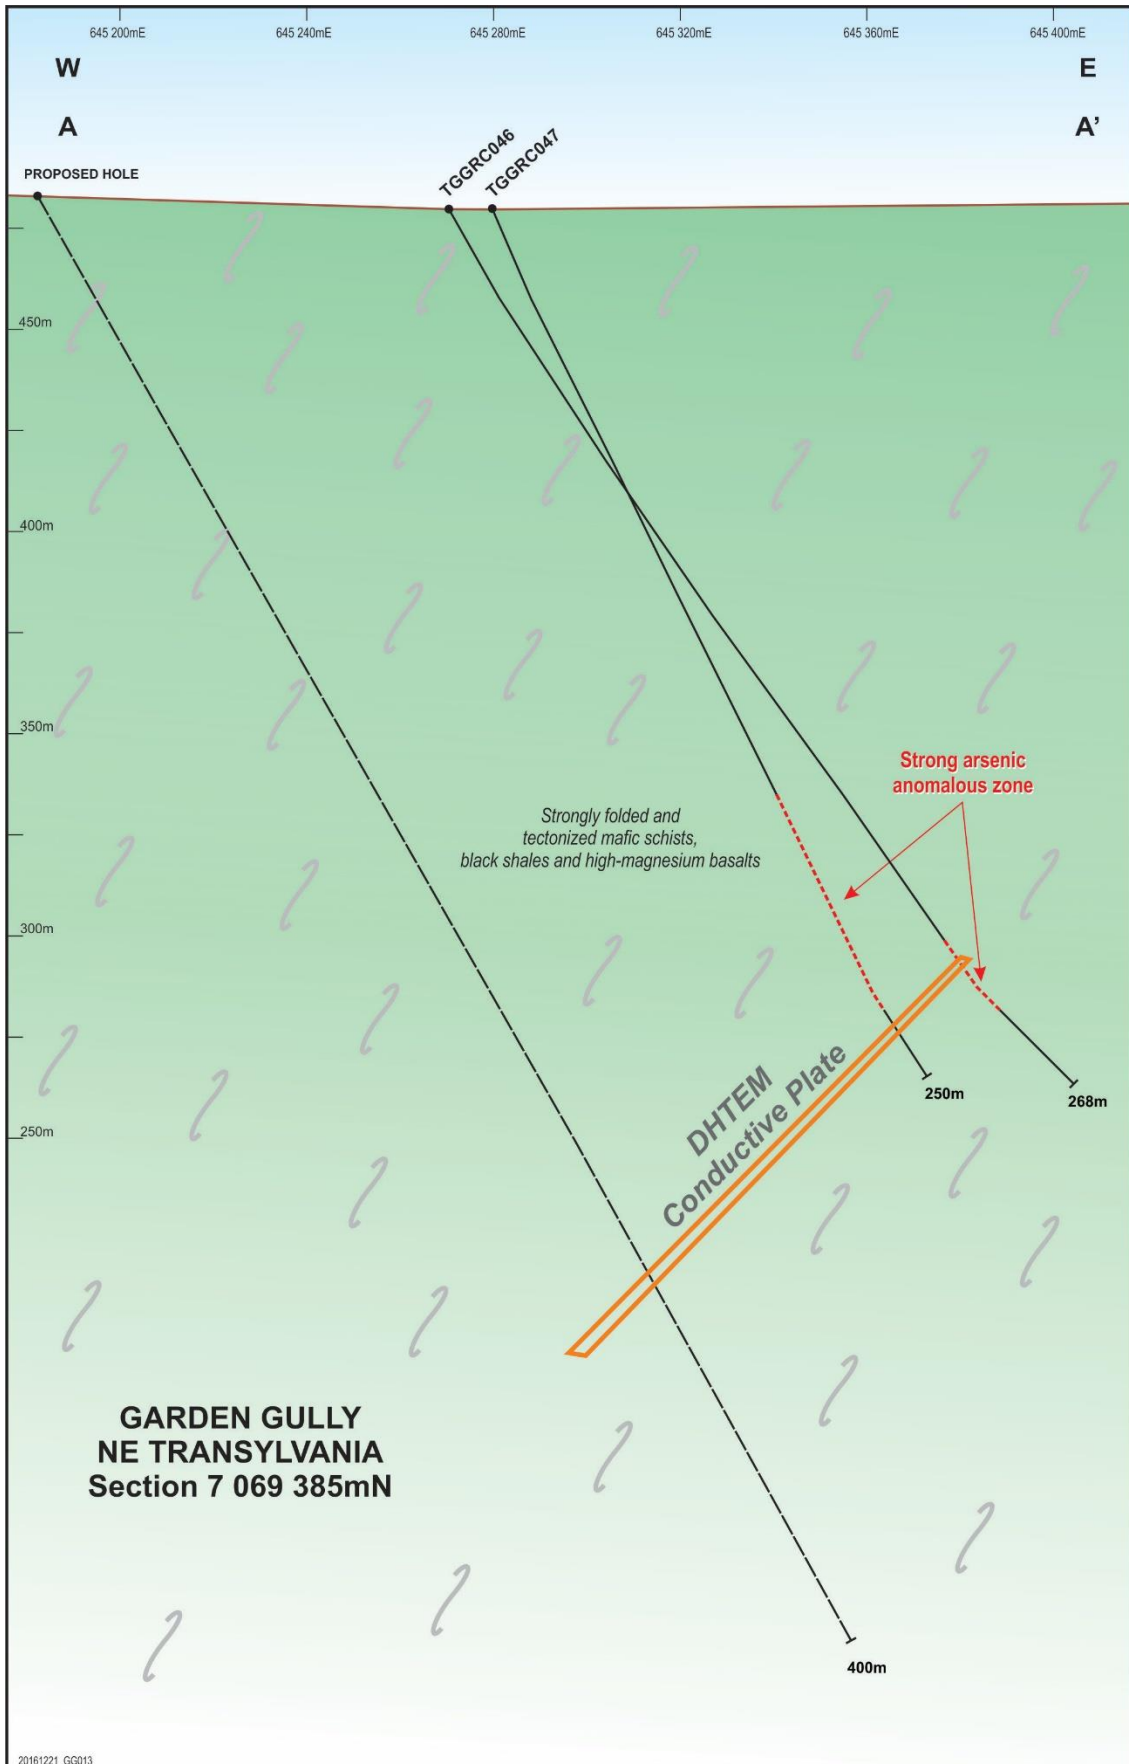 645 200mE
645 240mE
645 280mE
645 320mE
645 360mE
645 400mE
W
E
A
A'
PROPOSED HOLE
TGGRC046
TGGRC047
450m
400m
350m
300m
250m
Strong arsenic
anomalous zone
Strongly folded and
tectonized mafic schists,
black shales and high-magnesium basalts
DHTEM
Conductive Plate
250m
268m
GARDEN GULLY
NE TRANSYLVANIA
Section 7 069 385mN
400m
20161221_GG013